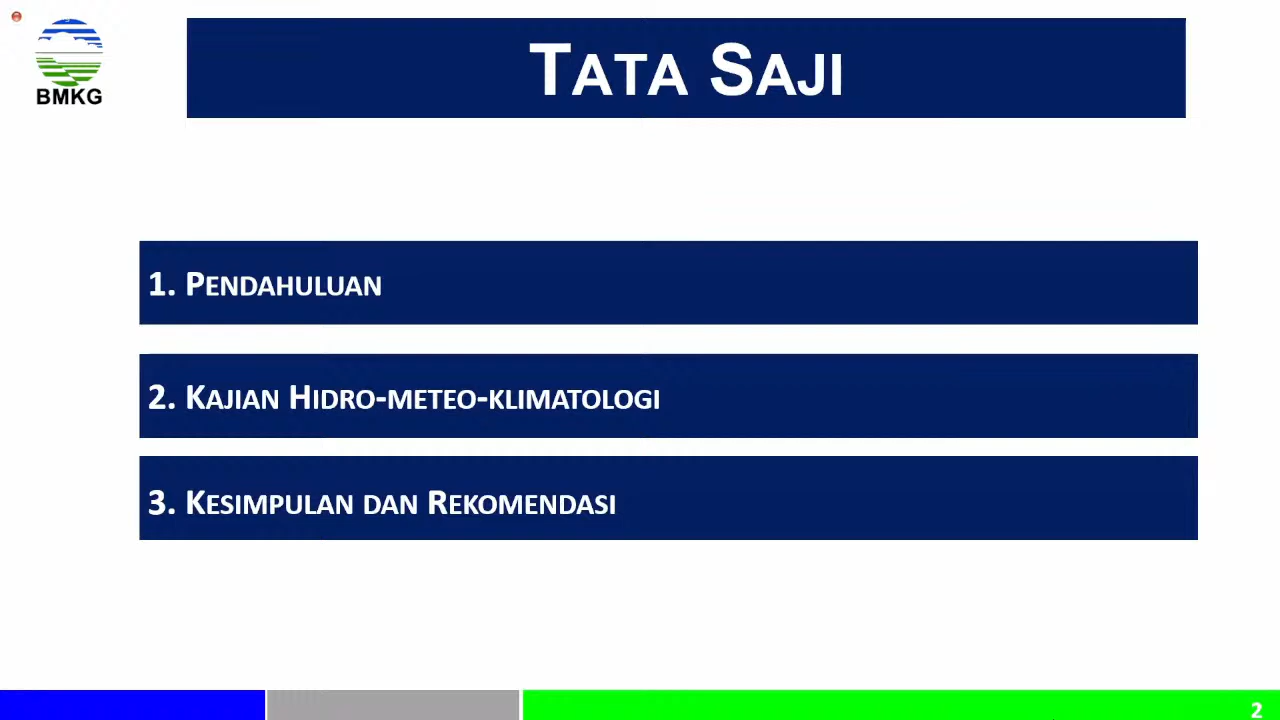 BMKG
TATA SAJI
1. PENDAHULUAN
2. KAJIAN HIDRO-METEO-KLIMATOLOGI
3. KESIMPULAN DAN REKOMENDASI
2